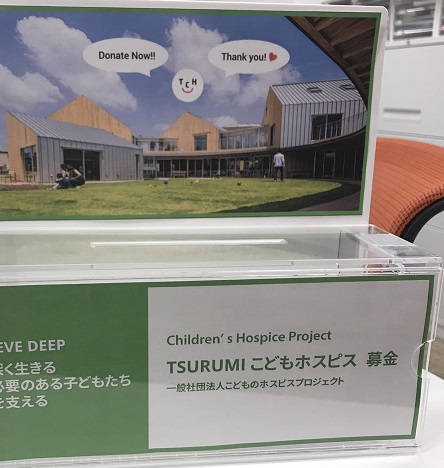 Donate Now!!
Thank you!
T C H
EVE DEEP
深く生きる
必要のある子どもたち
を支える
Children's Hospice Project
TSURUMI こどもホスピス 募金
一般社団法人こどものホスピスプロジェクト